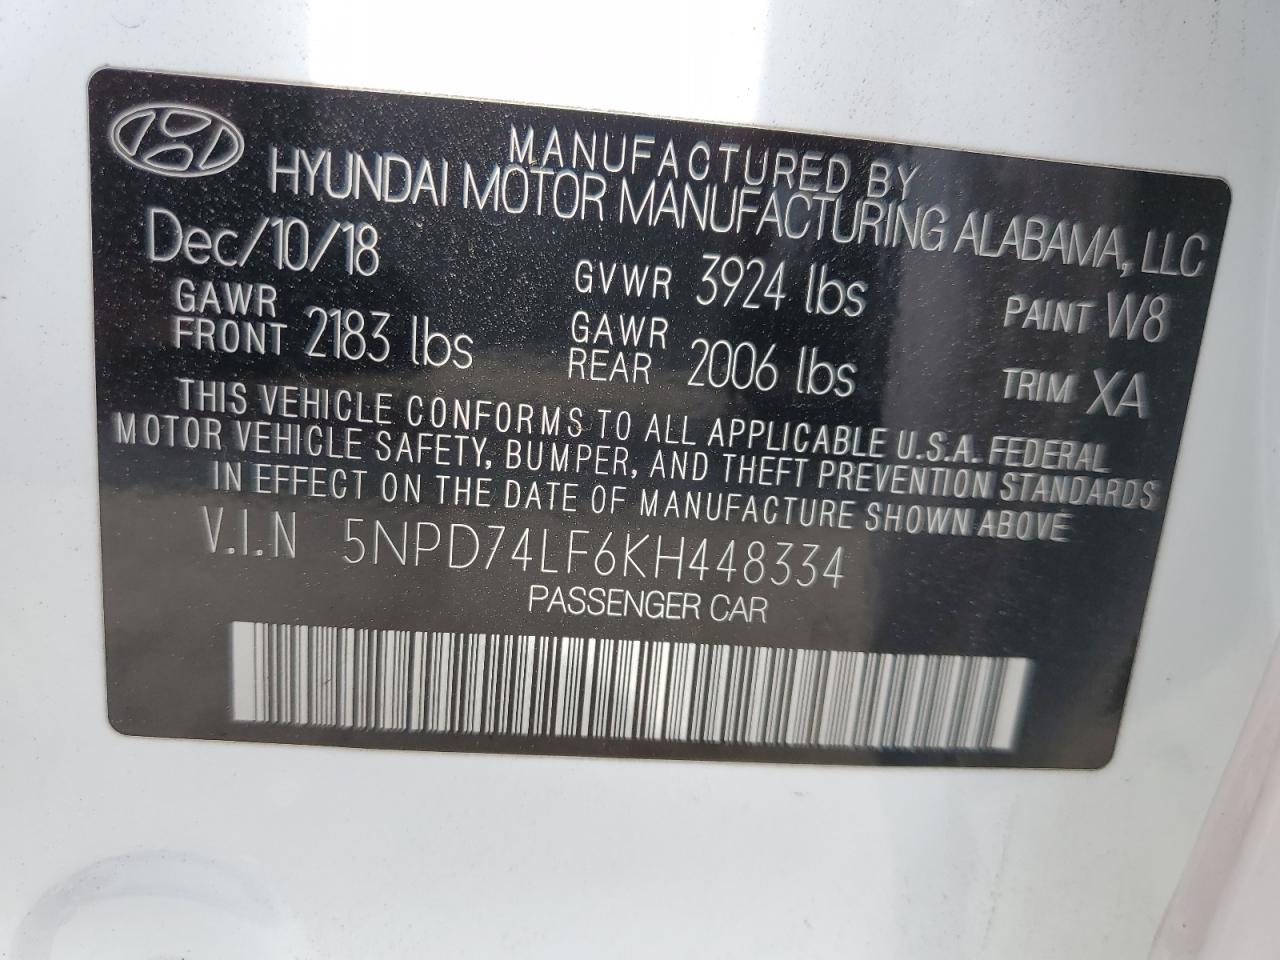 MANUFACTURED BY
HYUNDAI MOTOR MANUFACTURING ALABAMA, LLC
Dec/10/18 GVWR 3924 lbs PAINT W8
GAWR FRONT 2183 lbs GAWR REAR 2006 lbs TRIM XA
THIS VEHICLE CONFORMS TO ALL APPLICABLE U.S.A. FEDERAL
MOTOR VEHICLE SAFETY, BUMPER, AND THEFT PREVENTION STANDARDS
IN EFFECT ON THE DATE OF MANUFACTURE SHOWN ABOVE
V.I.N 5NPD74LF6KH448334
PASSENGER CAR